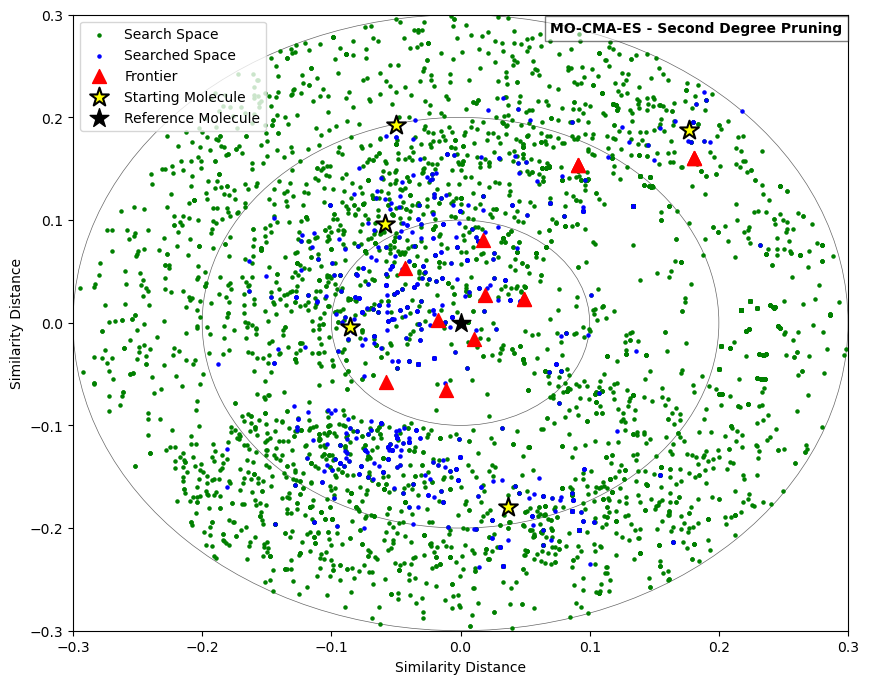 MO-CMA-ES - Second Degree Pruning
Search Space
Searched Space
Frontier
Starting Molecule
Reference Molecule
Similarity Distance
0.3
0.2
0.1
0.0
−0.1
−0.2
−0.3
−0.3
−0.2
−0.1
0.0
0.1
0.2
0.3
Similarity Distance